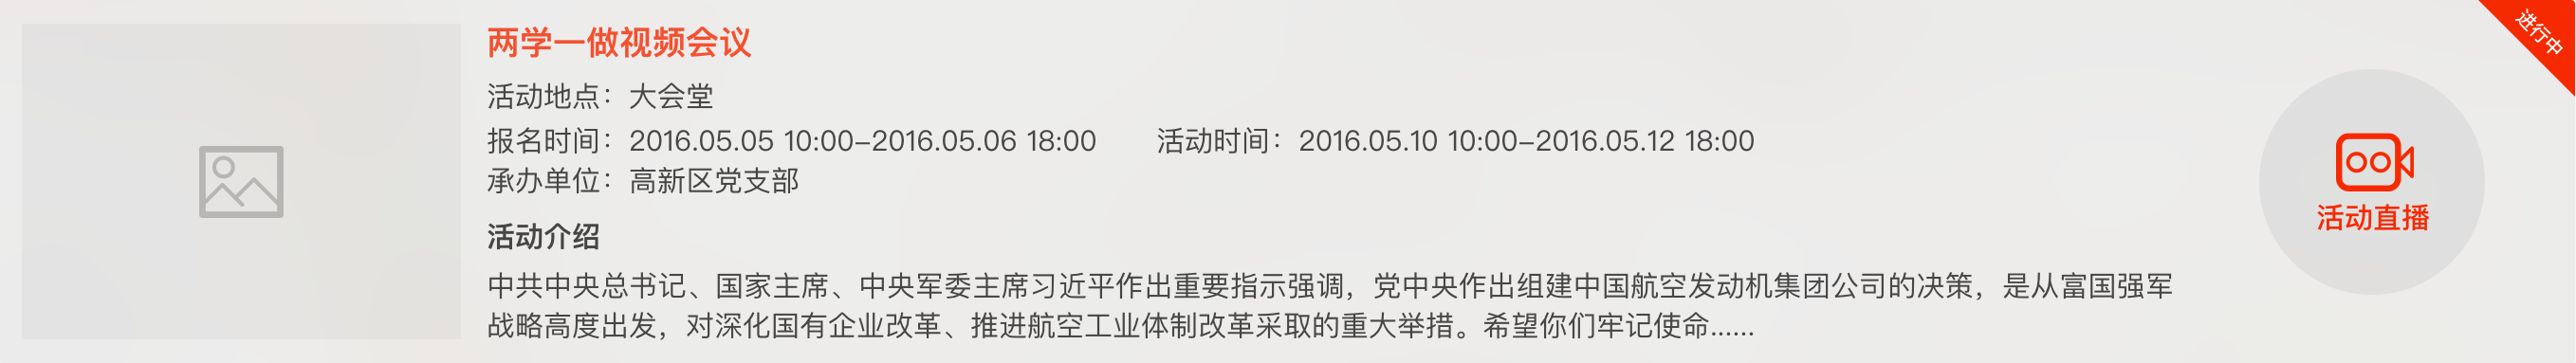 两学一做视频会议
进行中
活动地点：大会堂
报名时间：2016.05.05 10:00-2016.05.06 18:00 活动时间：2016.05.10 10:00-2016.05.12 18:00
承办单位：高新区党支部
活动直播
活动介绍
中共中央总书记、国家主席、中央军委主席习近平作出重要指示强调，党中央作出组建中国航空发动机集团公司的决策，是从富国强军
战略高度出发，对深化国有企业改革、推进航空工业体制改革采取的重大举措。希望你们牢记使命......